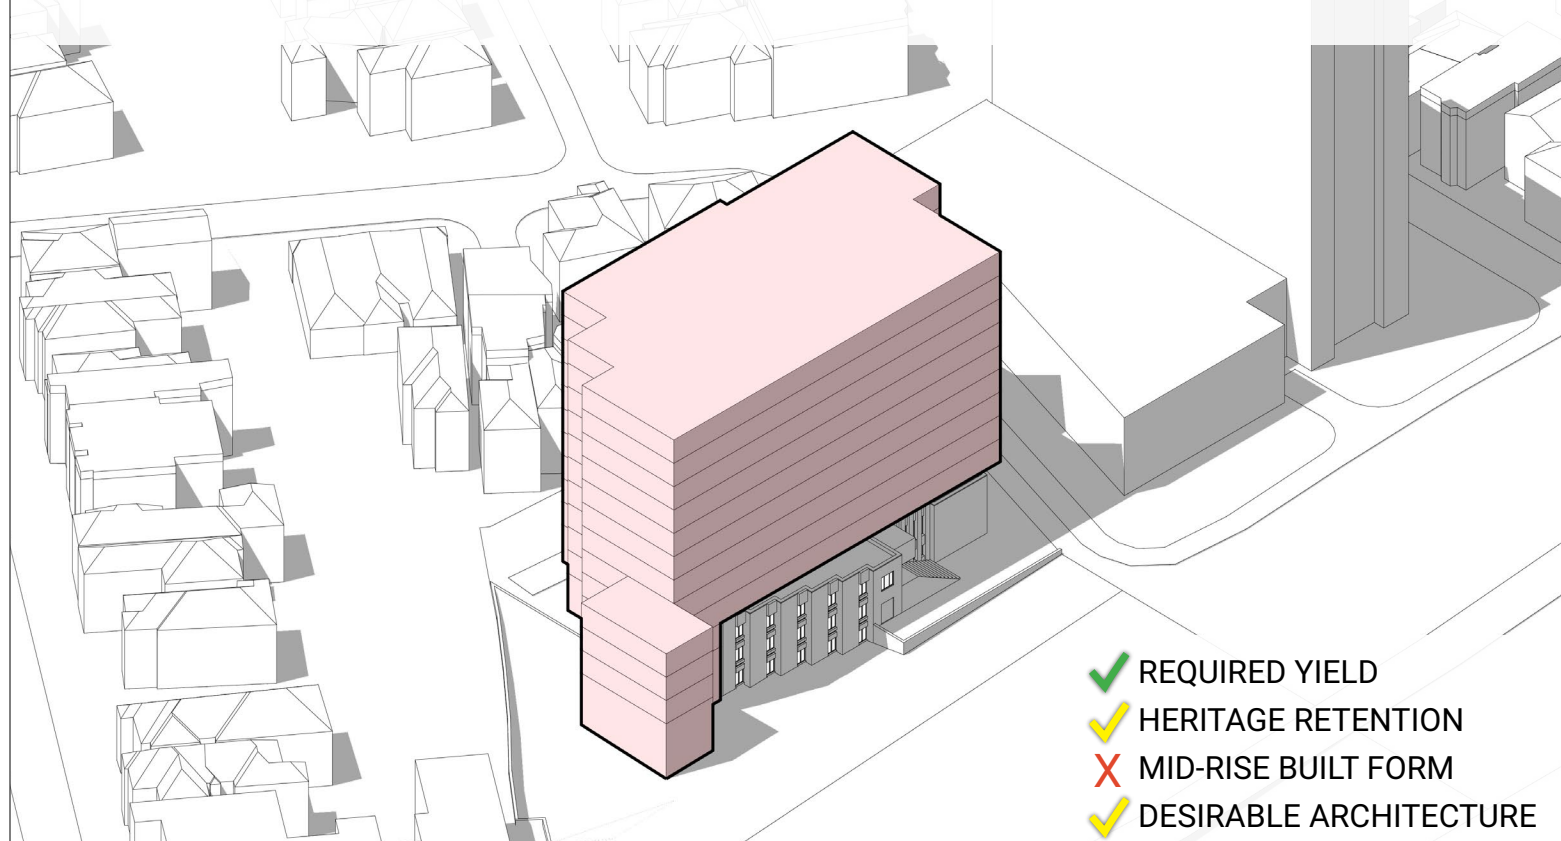 REQUIRED YIELD
HERITAGE RETENTION
X MID-RISE BUILT FORM
DESIRABLE ARCHITECTURE